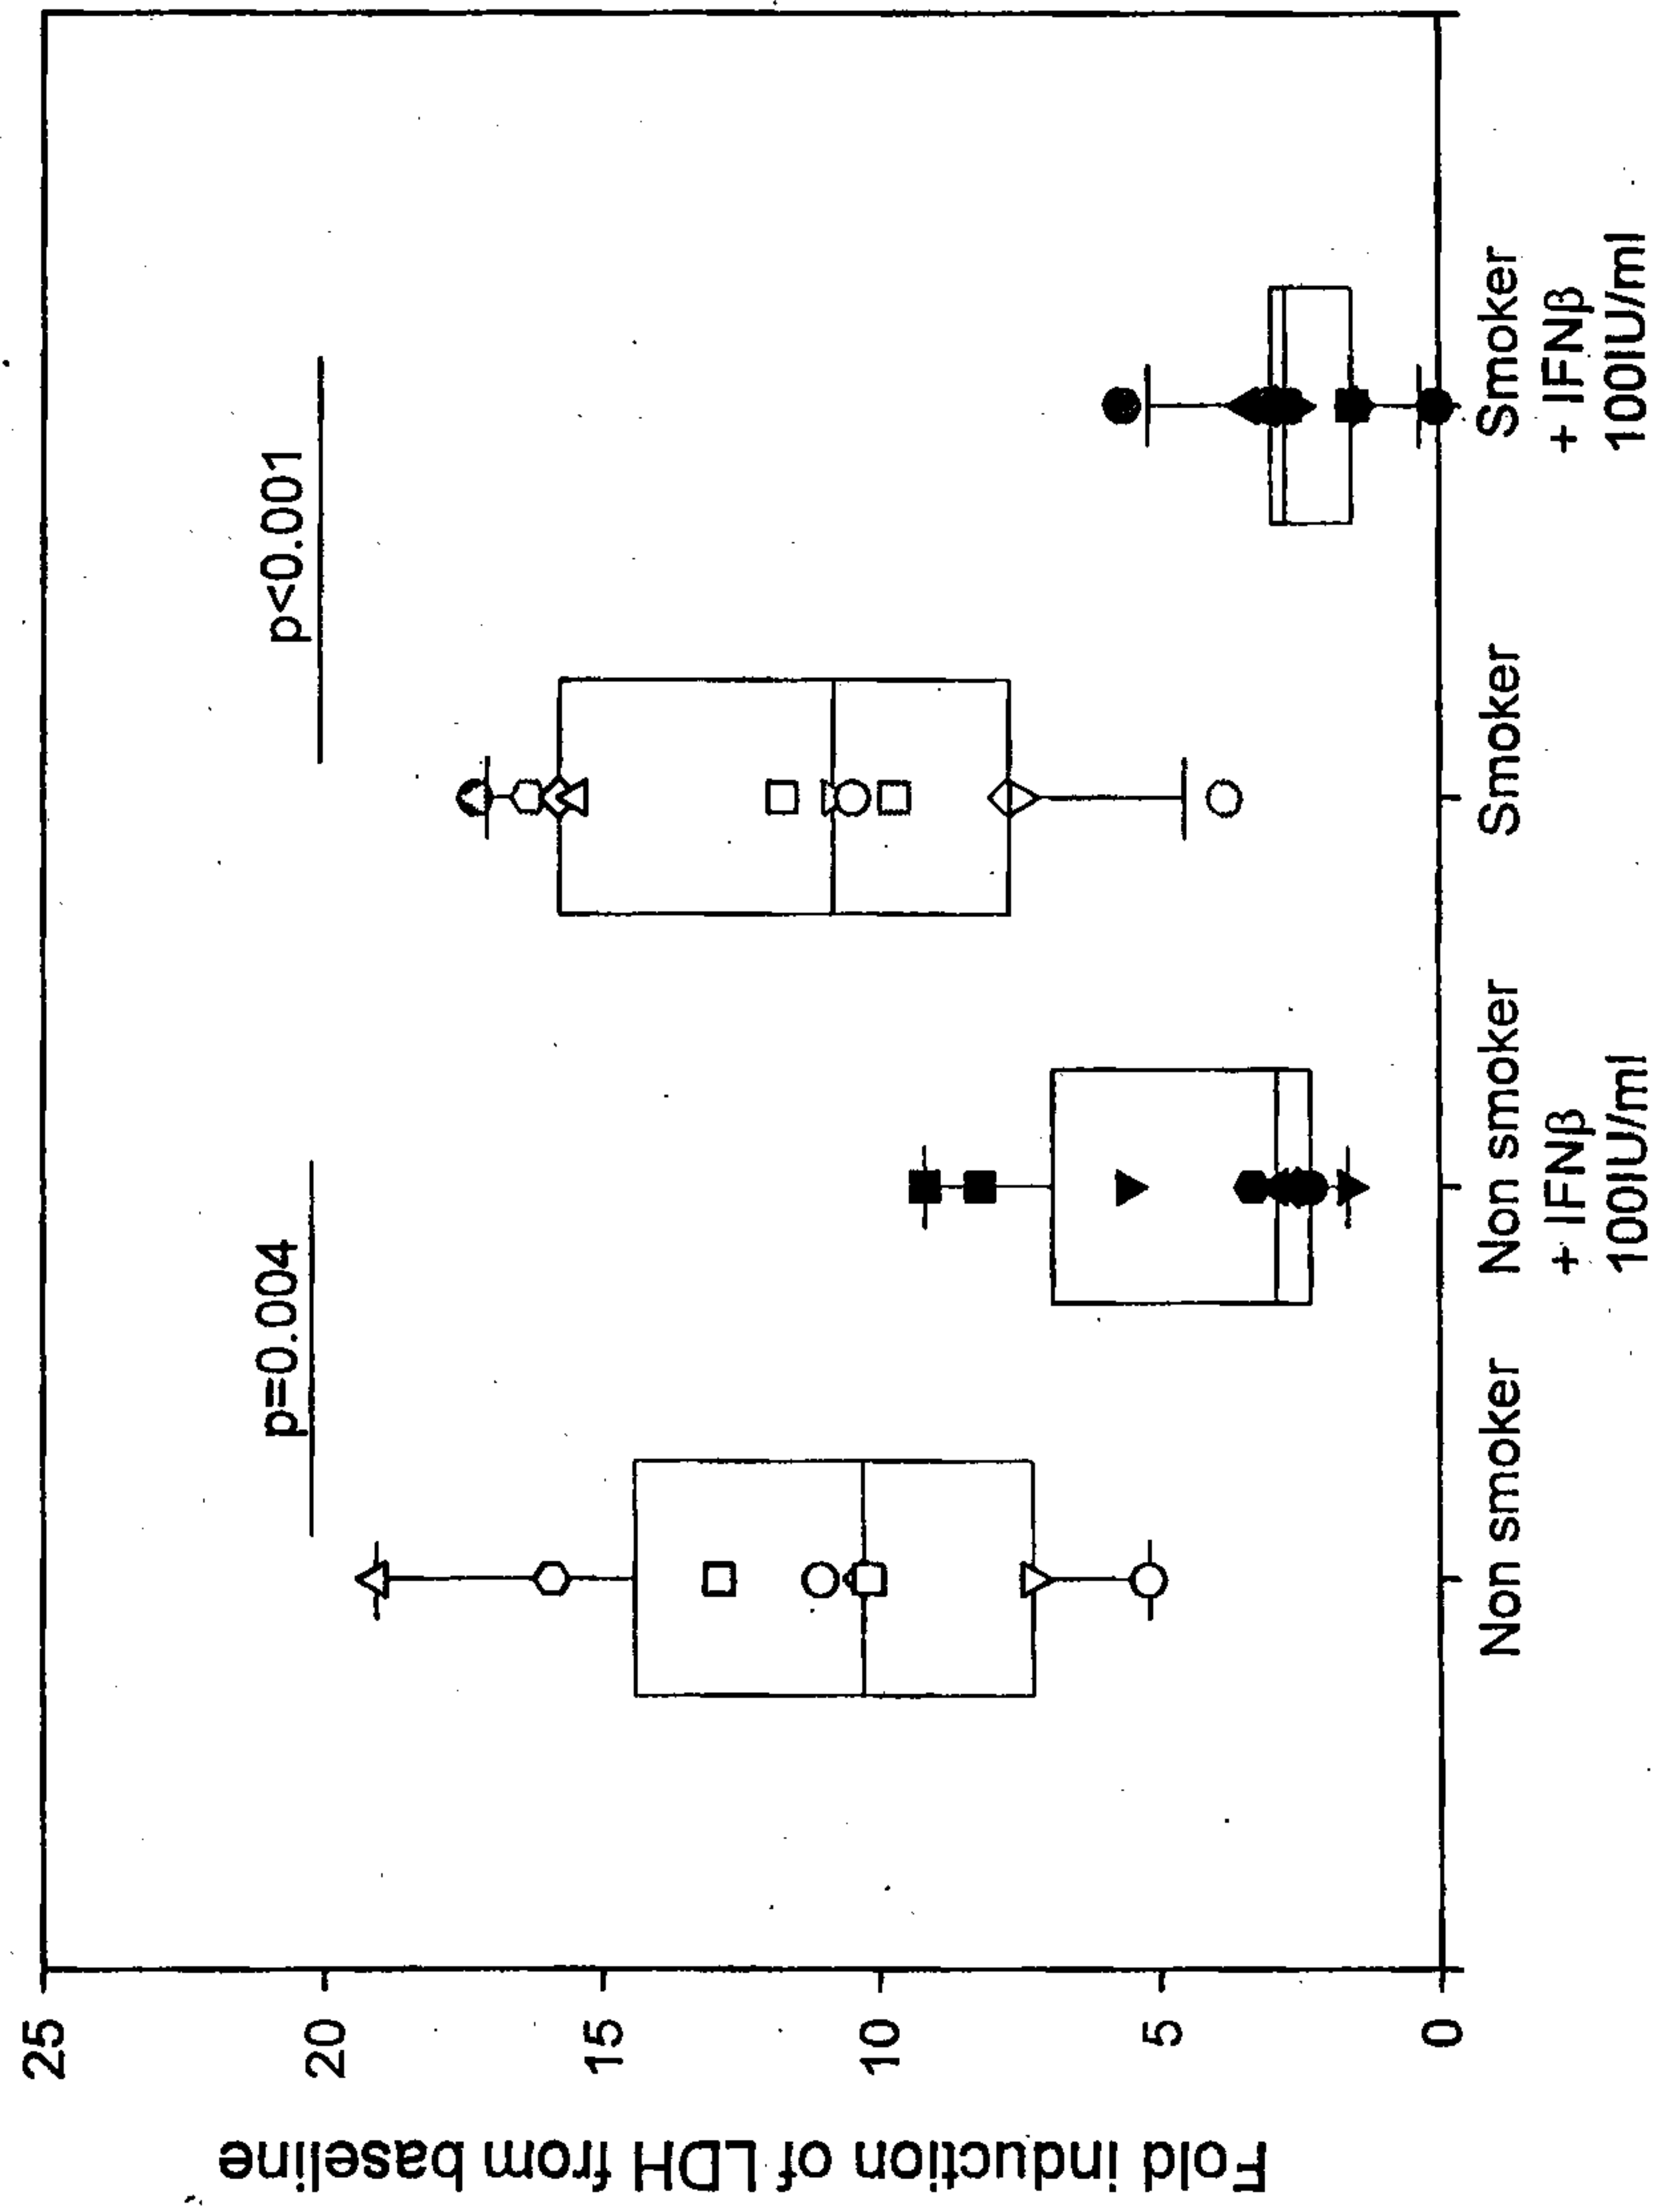 Fold induction of LDH from baseline
25
20
15
10
5
0
p=0.004
p<0.001
Non smoker
Non smoker
+ IFNβ
100IU/ml
Smoker
Smoker
+ IFNβ
100IU/ml